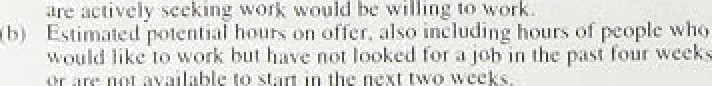 are actively seeking work would be willing to work.
(b) Estimated potential hours on offer, also including hours of people who
would like to work but have not looked for a job in the past four weeks
or are not available to start in the next two weeks.